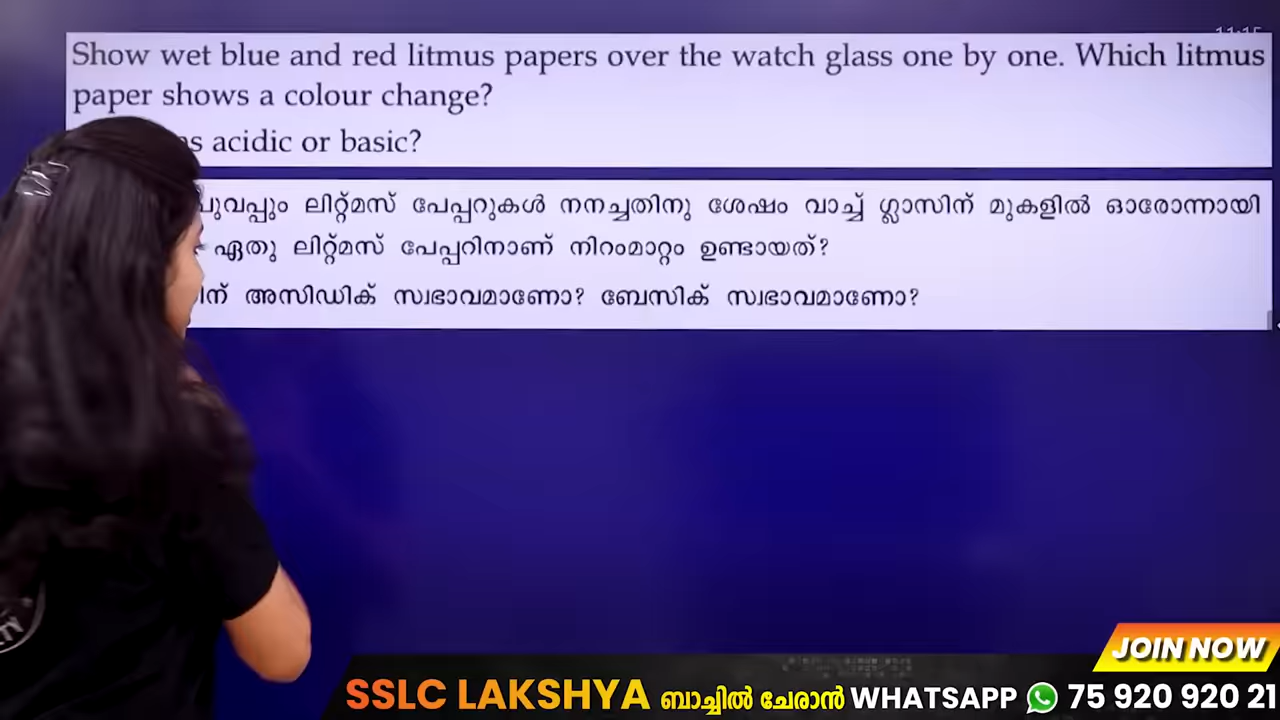 Show wet blue and red litmus papers over the watch glass one by one. Which litmus
paper shows a colour change?
acidic or basic?
ലിറ്റ്മസ് പേപ്പറുകൾ നനച്ചതിനു ശേഷം വാച്ച് ഗ്ലാസിന് മുകളിൽ ഓരോന്നായി
ഏതു ലിറ്റ്മസ് പേപ്പറിനാണ് നിറംമാറ്റം ഉണ്ടായത്?
അസിഡിക് സ്വഭാവമാണോ? ബേസിക് സ്വഭാവമാണോ?
JOIN NOW
SSLC LAKSHYA ബാച്ചിൽ ചേരാൻ WHATSAPP 75 920 920 21